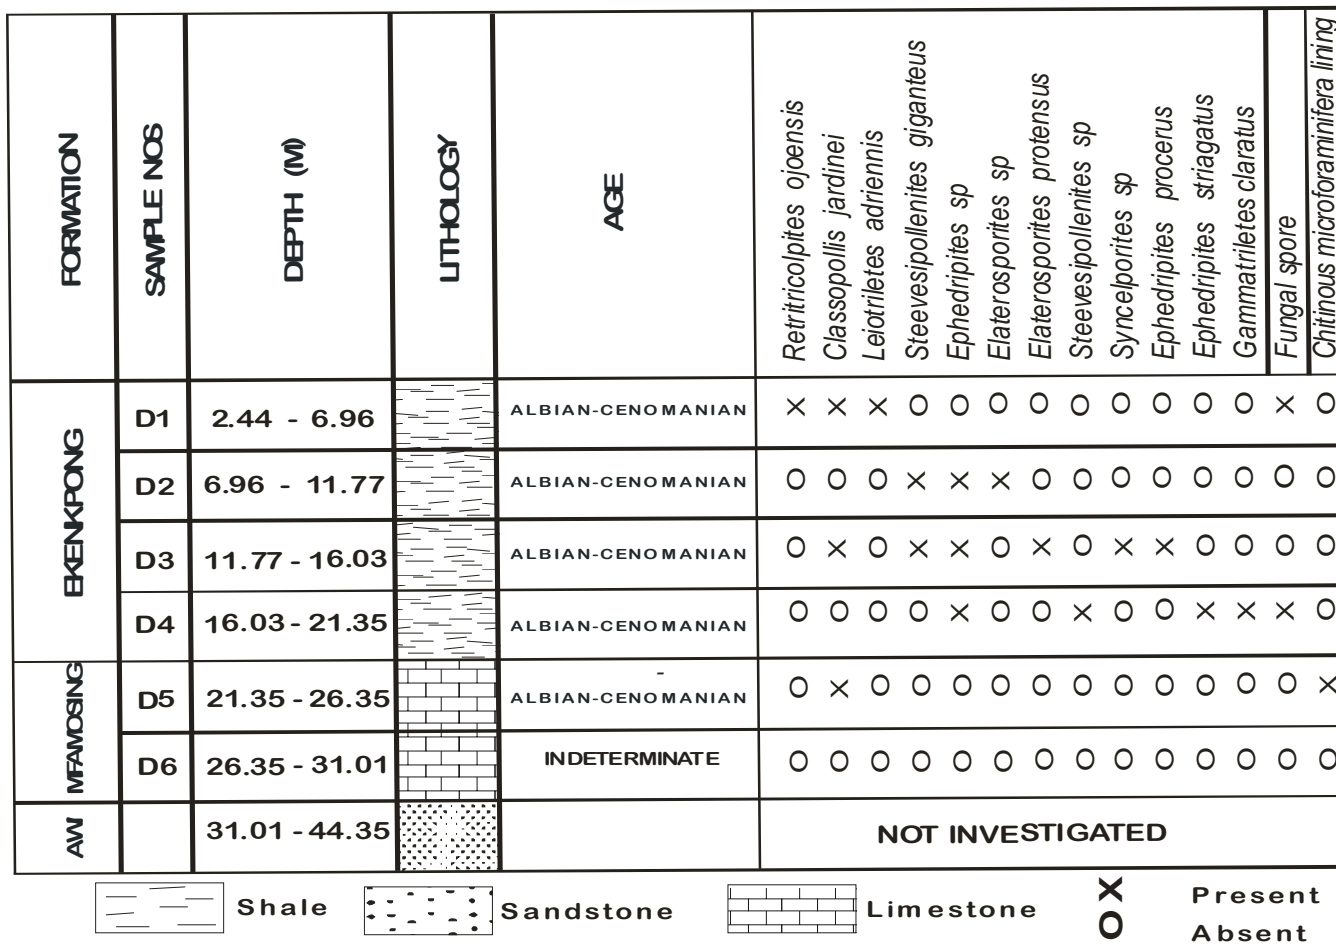 FORMATION SAMPLE NOS DEPTH (M) LITHOLOGY AGE Retritricolpites ojoensis Classopollis jardinei Leiotriletes adriennis Steevesipollenites giganteus Ephedripites sp Elaterosporites sp Elaterosporites protensus Steevesipollenites sp Syncelporites sp Ephedripites procerus Ephedripites striagatus Gammatriletes claratus Fungal spore Chitinous microforaminifera lining
EKENKPONG
D1 2.44 - 6.96 ALBIAN-CENOMANIAN X X X O O O O O O O O O X O
D2 6.96 - 11.77 ALBIAN-CENOMANIAN O O O X X X O O O O O O O O
D3 11.77 - 16.03 ALBIAN-CENOMANIAN O X O X X O X O X X O O O O
D4 16.03 - 21.35 ALBIAN-CENOMANIAN O O O O X O O X O O X X X O
MFAMOSING
D5 21.35 - 26.35 ALBIAN-CENOMANIAN O X O O O O O O O O O O O X
D6 26.35 - 31.01 INDETERMINATE O O O O O O O O O O O O O O
AWI 31.01 - 44.35 NOT INVESTIGATED
Shale Sandstone Limestone X Present
O Absent